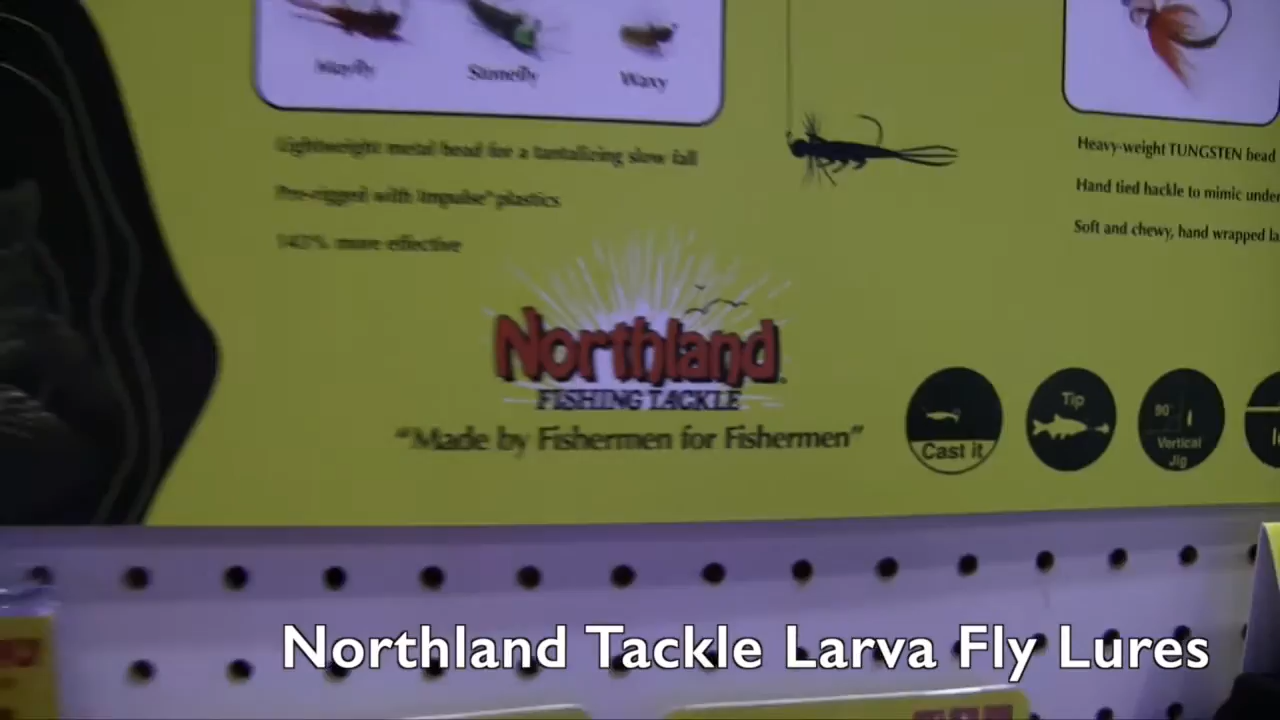 Mayfly
Stonefly
Waxy
Lightweight metal bead for a tantalizing slow fall
Pre-rigged with Impulse® plastics
more effective
Heavy-weight TUNGSTEN bead
Hand tied hackle to mimic under
Soft and chewy, hand wrapped la
Northland
FISHING TACKLE
"Made by Fishermen for Fishermen"
Cast it
Tip
90°
Vertical
Jig
Northland Tackle Larva Fly Lures